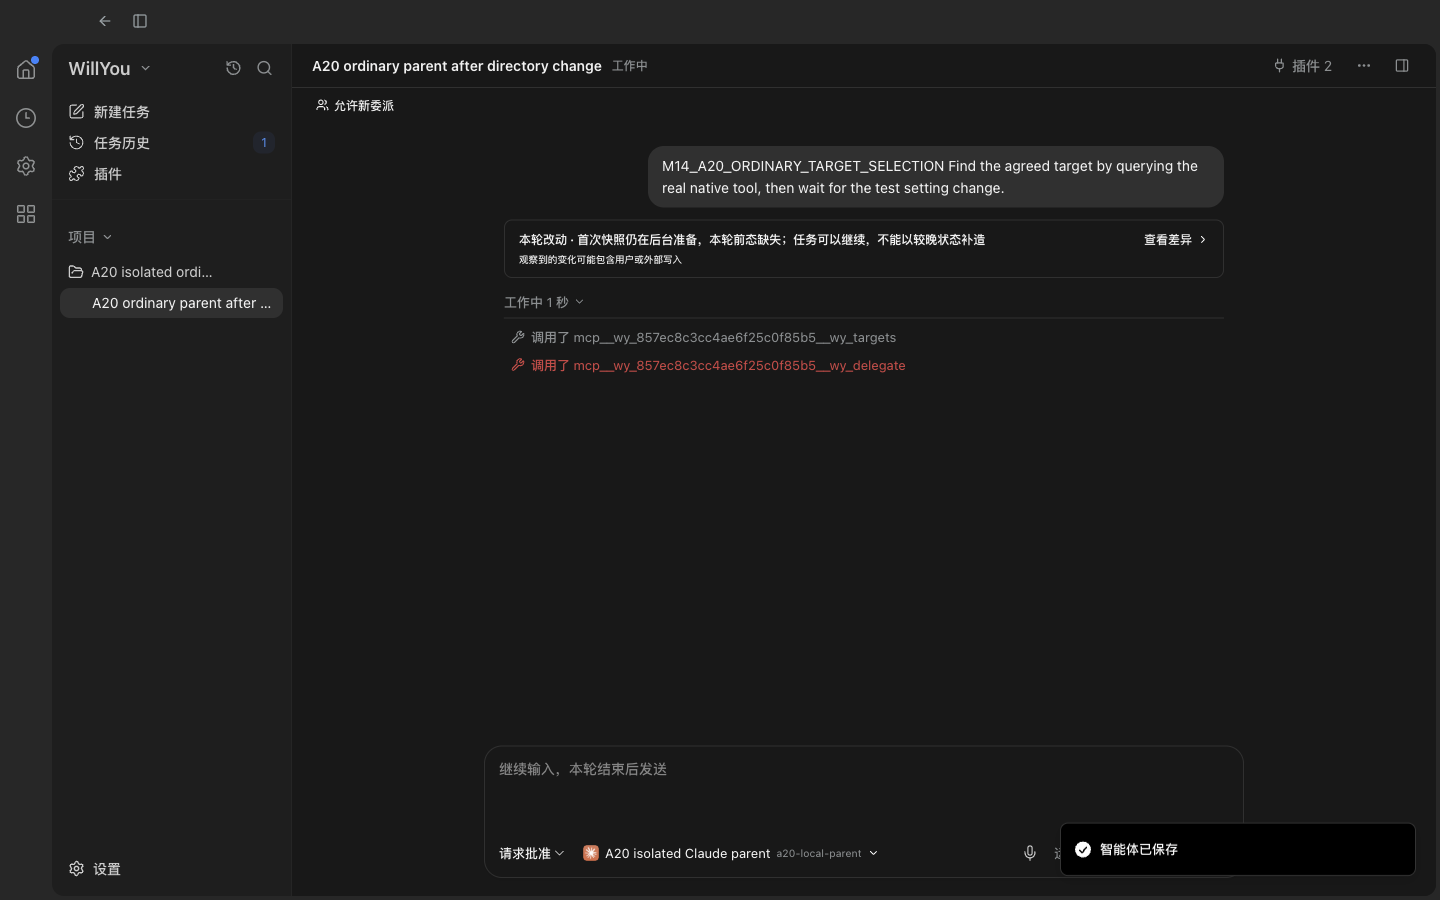 WillYou
新建任务
任务历史 1
插件
项目
A20 isolated ordi...
A20 ordinary parent after ...
设置
A20 ordinary parent after directory change 工作中
插件 2
允许新委派
M14_A20_ORDINARY_TARGET_SELECTION Find the agreed target by querying the
real native tool, then wait for the test setting change.
本轮改动 · 首次快照仍在后台准备，本轮前态缺失；任务可以继续，不能以较晚状态补造
查看差异
观察到的变化可能包含用户或外部写入
工作中 1 秒
调用了 mcp__wy_857ec8c3cc4ae6f25c0f85b5__wy_targets
调用了 mcp__wy_857ec8c3cc4ae6f25c0f85b5__wy_delegate
继续输入，本轮结束后发送
请求批准
A20 isolated Claude parent a20-local-parent
智能体已保存